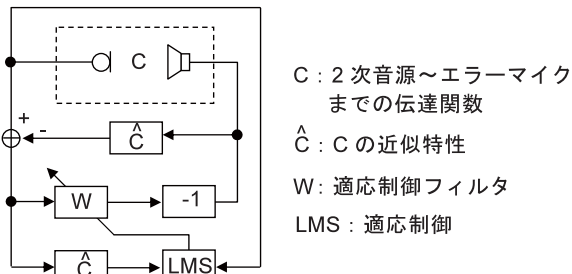 C
+
-
Ĉ
W
-1
Ĉ
LMS
C：2次音源～エラーマイク
までの伝達関数
Ĉ：Cの近似特性
W：適応制御フィルタ
LMS：適応制御